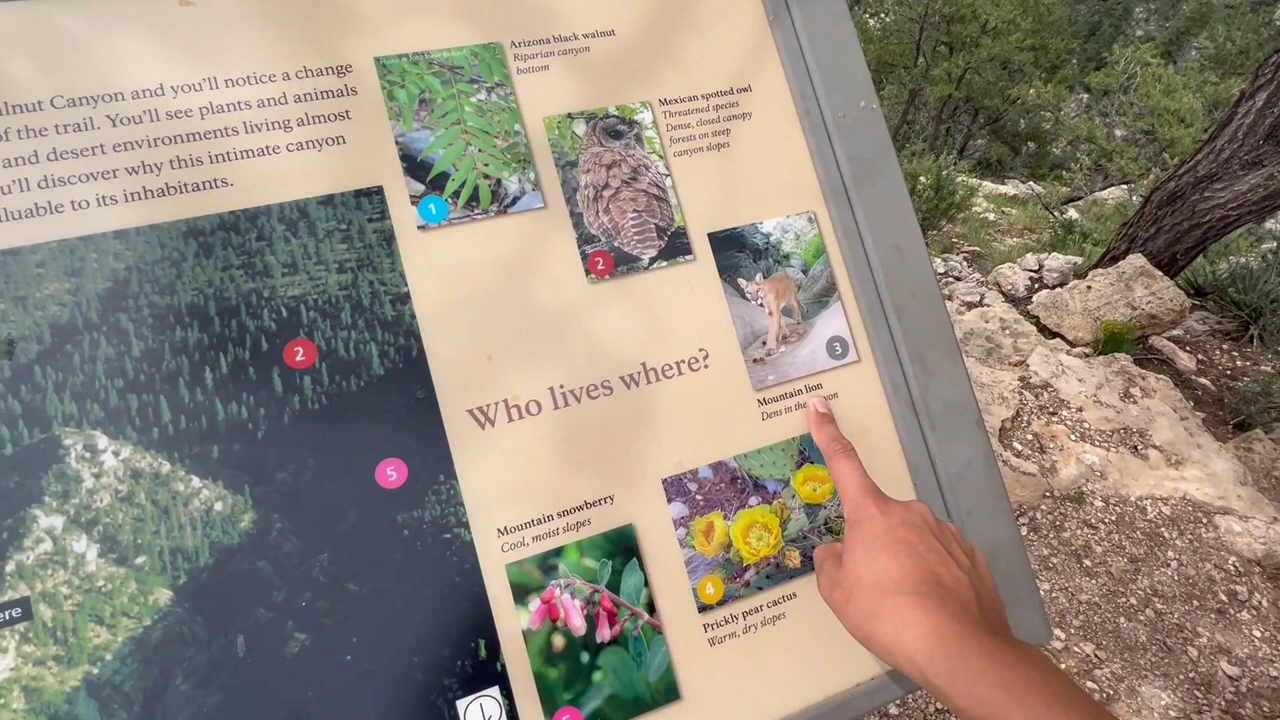 alnut Canyon and you'll notice a change
of the trail. You'll see plants and animals
and desert environments living almost
u'll discover why this intimate canyon
luable to its inhabitants.
Arizona black walnut
Riparian canyon
bottom
1
Mexican spotted owl
Threatened species
Dense, closed canopy
forests on steep
canyon slopes
2
3
Mountain lion
Dens in the
Who lives where?
2
5
ere
Mountain snowberry
Cool, moist slopes
5
4
Prickly pear cactus
Warm, dry slopes